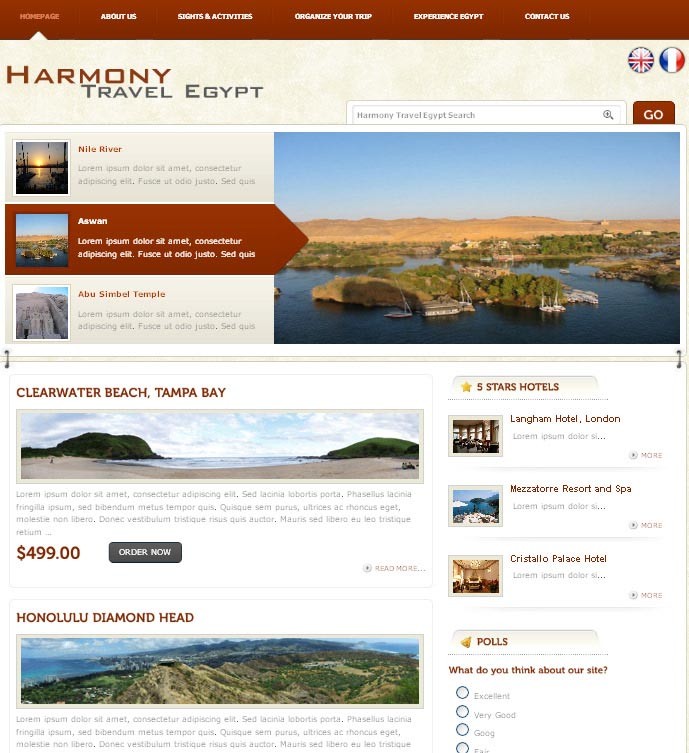 HOMEPAGE ABOUT US SIGHTS & ACTIVITIES ORGANIZE YOUR TRIP EXPERIENCE EGYPT CONTACT US
HARMONY
TRAVEL EGYPT
Harmony Travel Egypt Search GO
Nile River
Lorem ipsum dolor sit amet, consectetur
adipiscing elit. Fusce ut odio justo. Sed quis
Aswan
Lorem ipsum dolor sit amet, consectetur
adipiscing elit. Fusce ut odio justo. Sed quis
Abu Simbel Temple
Lorem ipsum dolor sit amet, consectetur
adipiscing elit. Fusce ut odio justo. Sed quis
CLEARWATER BEACH, TAMPA BAY
Lorem ipsum dolor sit amet, consectetur adipiscing elit. Sed lacinia lobortis porta. Phasellus lacinia
fringilla ipsum, sed bibendum metus tempor quis. Quisque sem purus, ultrices ac rhoncus eget,
molestie non libero. Donec vestibulum tristique risus quis auctor. Mauris sed libero eu leo tristique
retium ...
$499.00 ORDER NOW
READ MORE...
HONOLULU DIAMOND HEAD
Lorem ipsum dolor sit amet, consectetur adipiscing elit. Sed lacinia lobortis porta. Phasellus lacinia
fringilla ipsum, sed bibendum metus tempor quis. Quisque sem purus, ultrices ac rhoncus eget,
molestie non libero. Donec vestibulum tristique risus quis auctor. Mauris sed libero eu leo tristique
5 STARS HOTELS
Langham Hotel, London
Lorem ipsum dolor si...
MORE
Mezzatorre Resort and Spa
Lorem ipsum dolor si...
MORE
Cristallo Palace Hotel
Lorem ipsum dolor si...
MORE
POLLS
What do you think about our site?
Excellent
Very Good
Goog
Fair